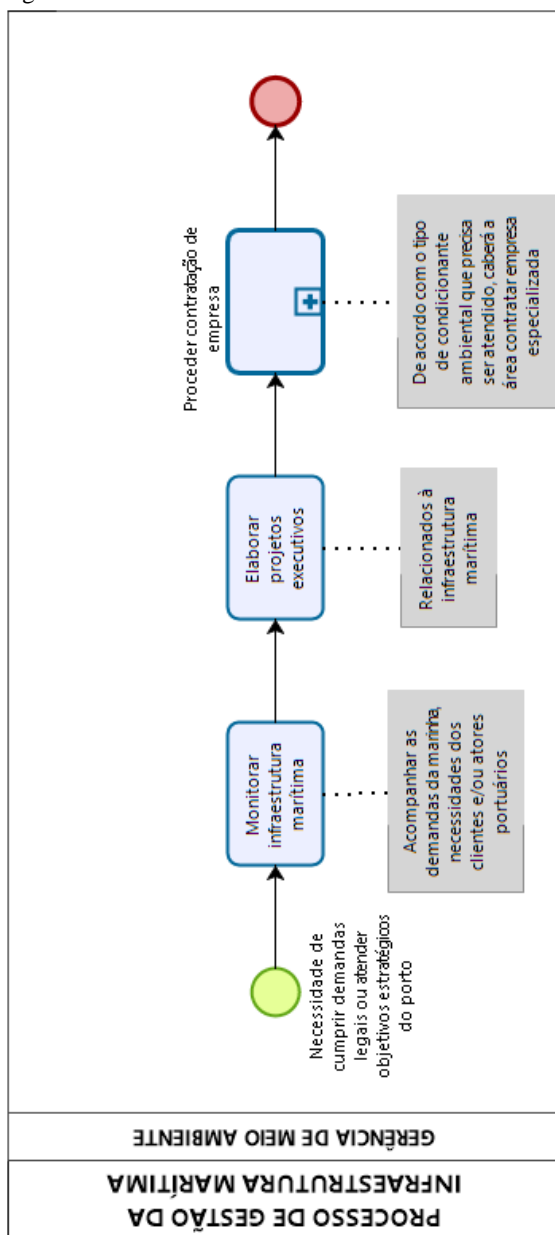 PROCESSO DE GESTÃO DA
INFRAESTRUTURA MARÍTIMA
GERÊNCIA DE MEIO AMBIENTE
Necessidade de
cumprir demandas
legais ou atender
objetivos estratégicos
do porto
Monitorar
infraestrutura
marítima
Acompanhar as
demandas da marinha,
necessidades dos
clientes e/ou atores
portuários
Elaborar
projetos
executivos
Relacionados à
infraestrutura
marítima
Proceder contratação de
empresa
De acordo com o tipo
de condicionante
ambiental que precisa
ser atendido, caberá a
área contratar empresa
especializada